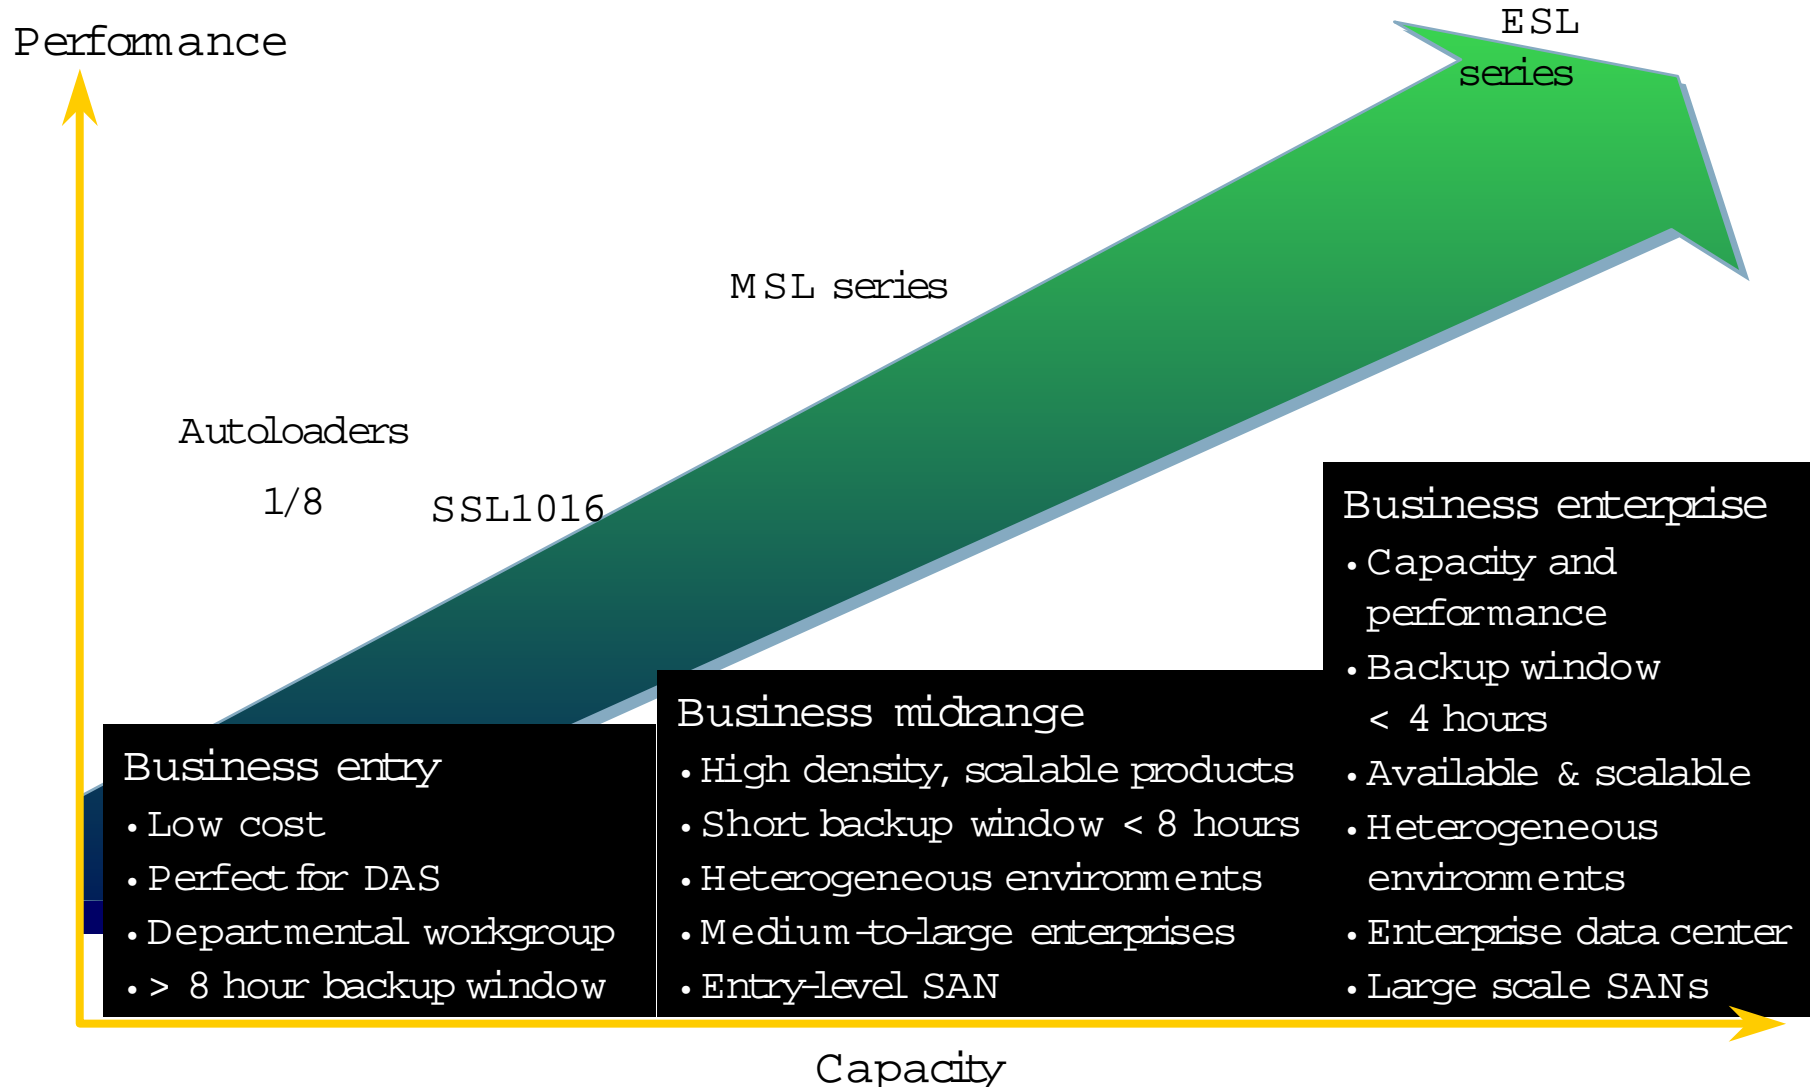 Performance
ESL
series
MSL series
Autoloaders
1/8
SSL1016
Business entry
• Low cost
• Perfect for DAS
• Departmental workgroup
• > 8 hour backup window
Business midrange
• High density, scalable products
• Short backup window < 8 hours
• Heterogeneous environments
• Medium-to-large enterprises
• Entry-level SAN
Business enterprise
• Capacity and
performance
• Backup window
< 4 hours
• Available & scalable
• Heterogeneous
environments
• Enterprise data center
• Large scale SANs
Capacity